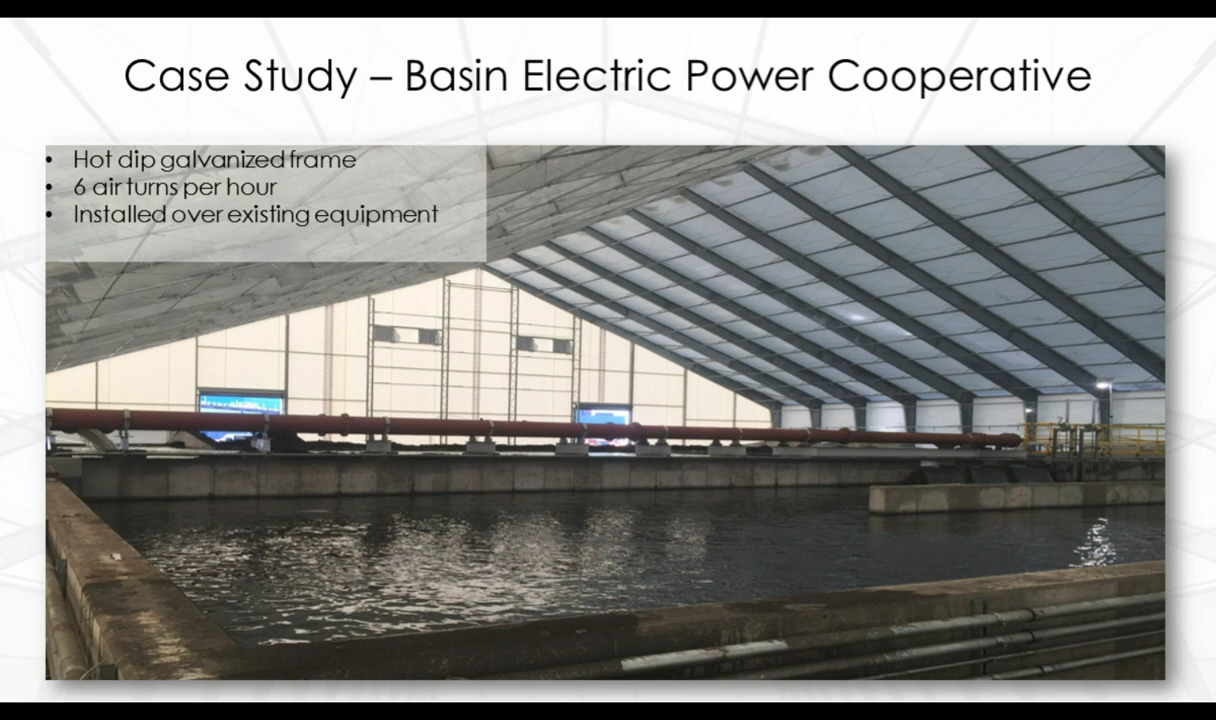 Case Study – Basin Electric Power Cooperative
• Hot dip galvanized frame
• 6 air turns per hour
• Installed over existing equipment